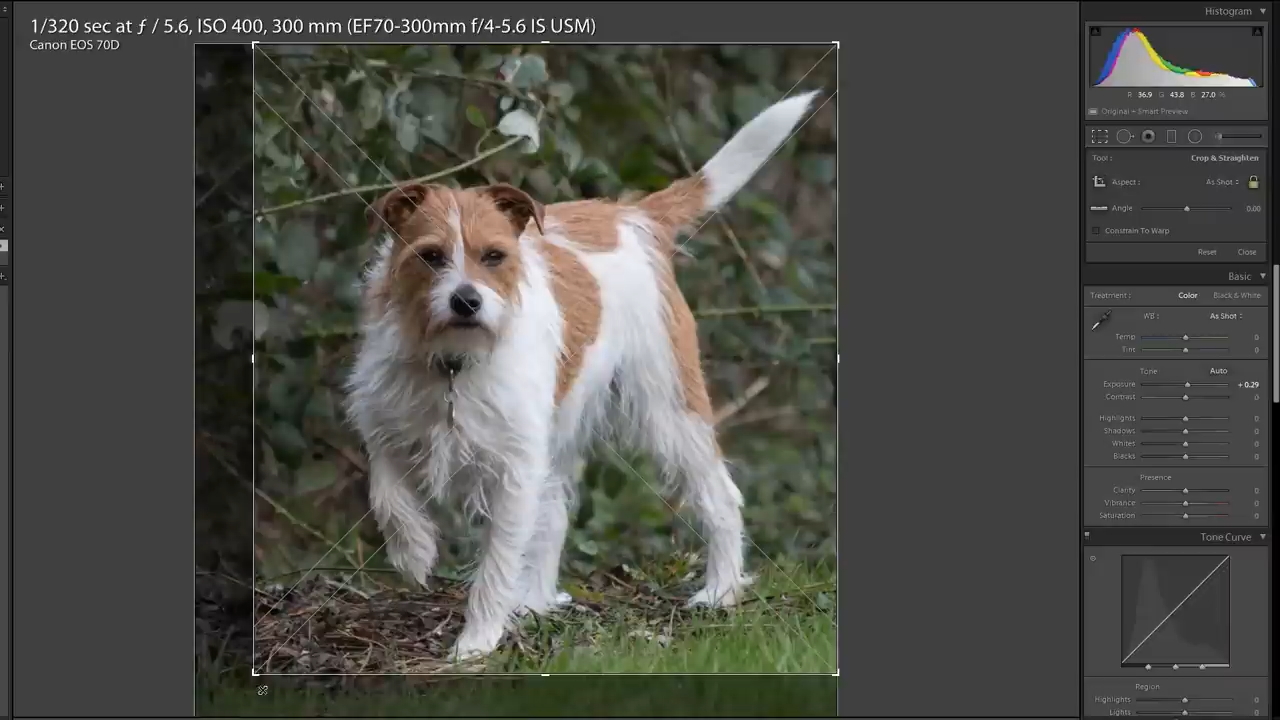 1/320 sec at ƒ / 5.6, ISO 400, 300 mm (EF70-300mm f/4-5.6 IS USM)
Canon EOS 70D
Histogram
R 36.9 G 43.8 B 27.0 %
Original + Smart Preview
Tool : Crop & Straighten
Aspect : As Shot
Angle 0.00
Constrain To Warp
Reset Close
Basic
Treatment : Color Black & White
WB : As Shot
Temp 0
Tint 0
Tone Auto
Exposure + 0.29
Contrast 0
Highlights 0
Shadows 0
Whites 0
Blacks 0
Presence
Clarity 0
Vibrance 0
Saturation 0
Tone Curve
Region
Highlights 0
Lights 0